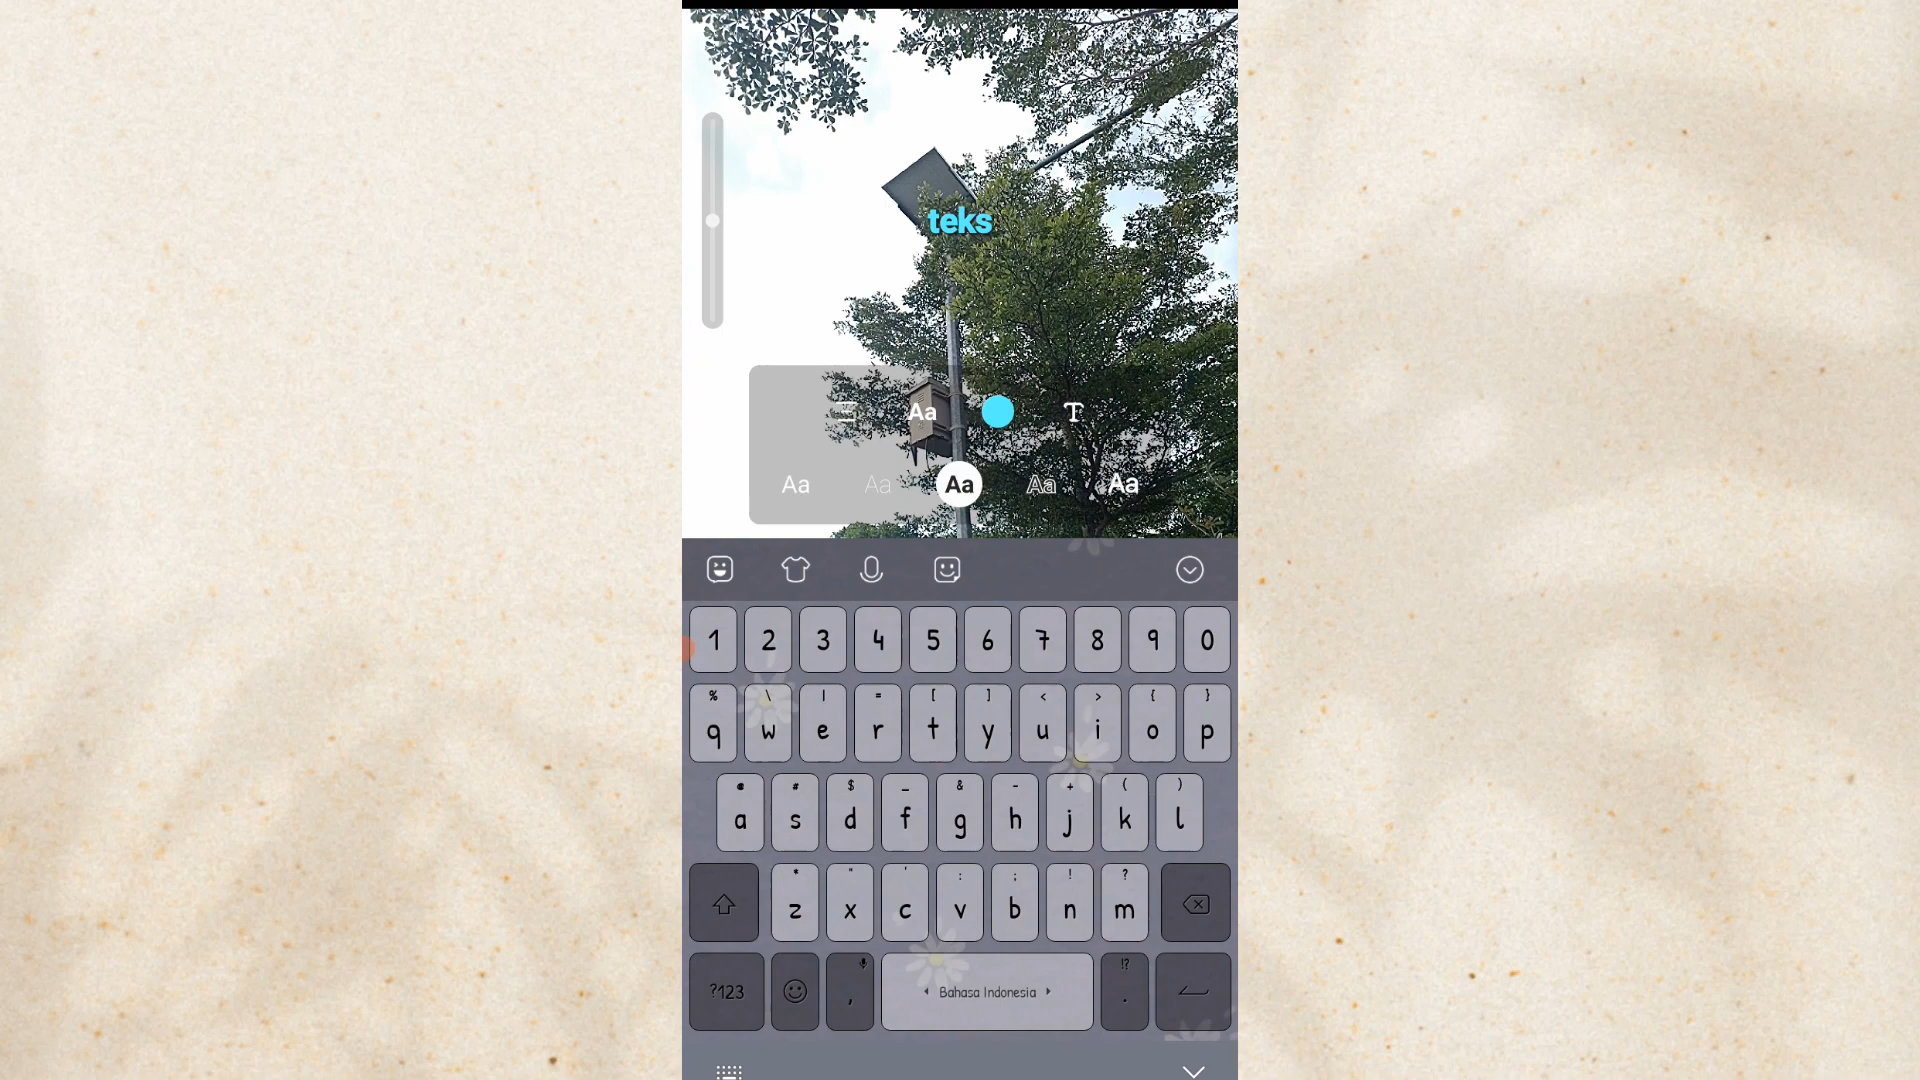 teks
Aa T
Aa Aa Aa Aa Aa
1 2 3 4 5 6 7 8 9 0
% \ | = [ ] < > { }
q w e r t y u i o p
@ # $ _ & - + ( )
a s d f g h j k l
* " ' : ; ! ?
z x c v b n m
!?
?123 , Bahasa Indonesia .